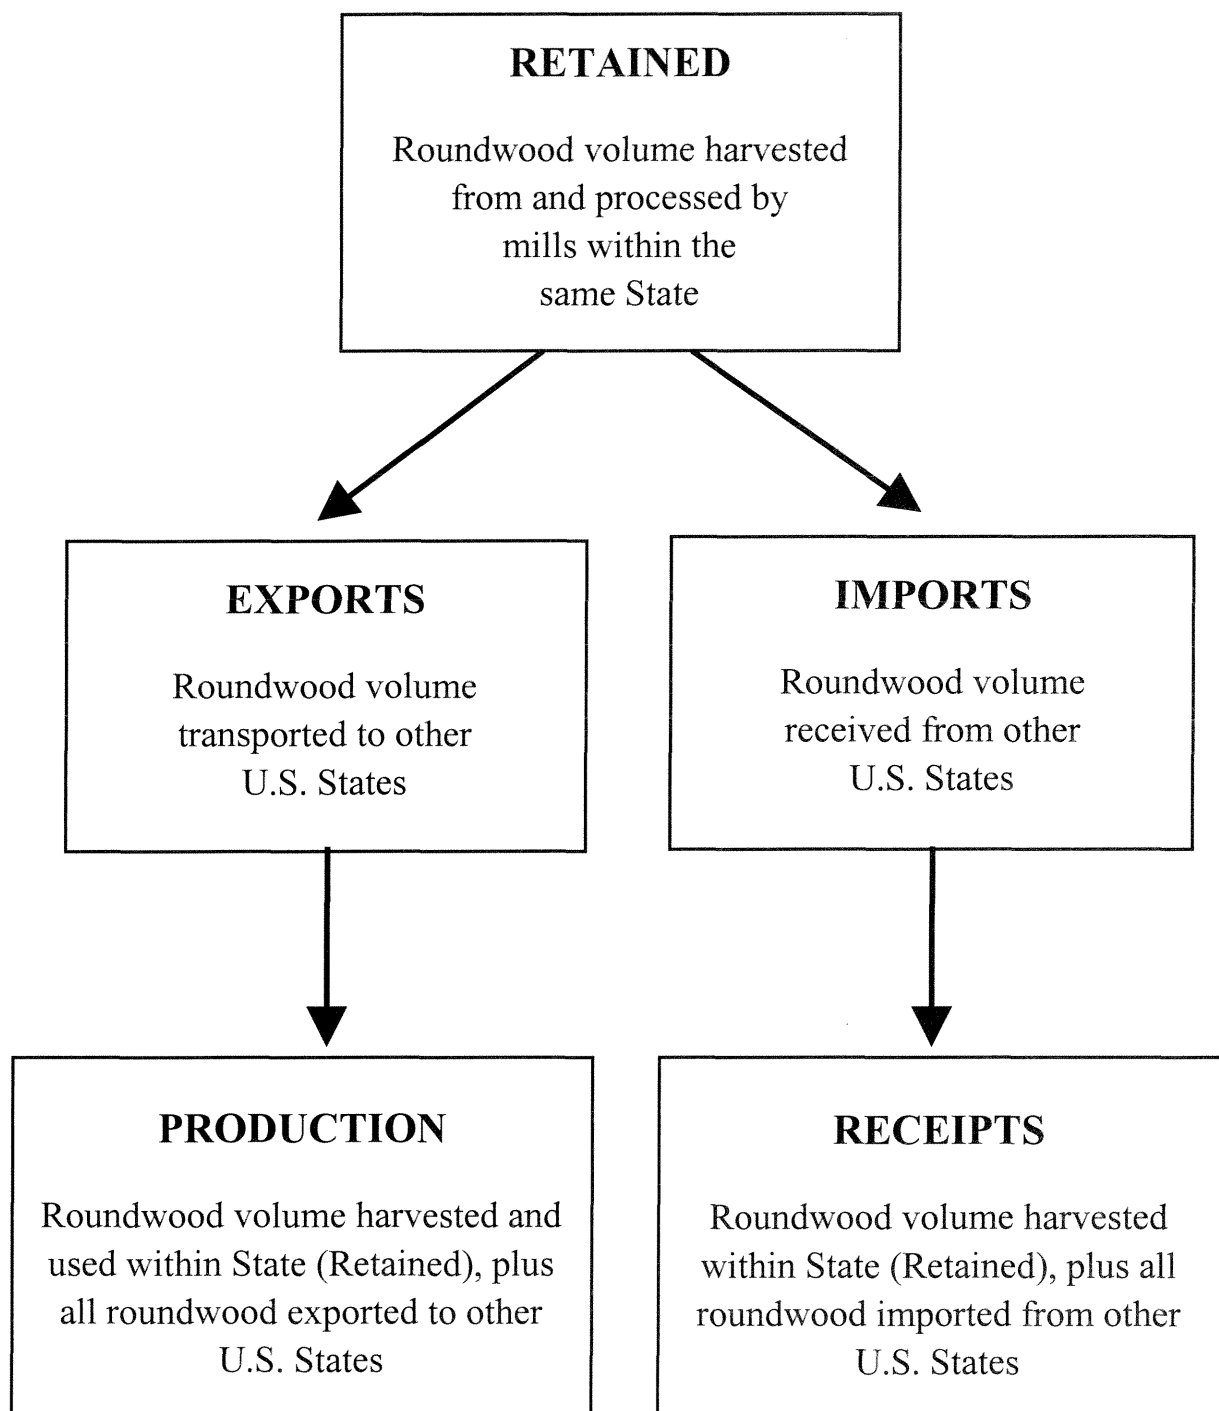 RETAINED
Roundwood volume harvested
from and processed by
mills within the
same State
EXPORTS
Roundwood volume
transported to other
U.S. States
IMPORTS
Roundwood volume
received from other
U.S. States
PRODUCTION
Roundwood volume harvested and
used within State (Retained), plus
all roundwood exported to other
U.S. States
RECEIPTS
Roundwood volume harvested
within State (Retained), plus all
roundwood imported from other
U.S. States